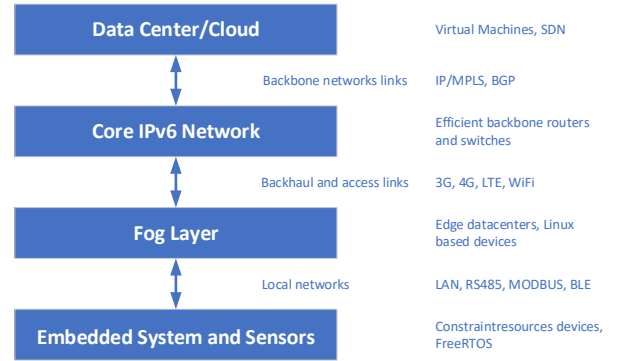 Data Center/Cloud
Virtual Machines, SDN
Backbone networks links
IP/MPLS, BGP
Core IPv6 Network
Efficient backbone routers
and switches
Backhaul and access links
3G, 4G, LTE, WiFi
Fog Layer
Edge datacenters, Linux
based devices
Local networks
LAN, RS485, MODBUS, BLE
Embedded System and Sensors
Constraintresources devices,
FreeRTOS